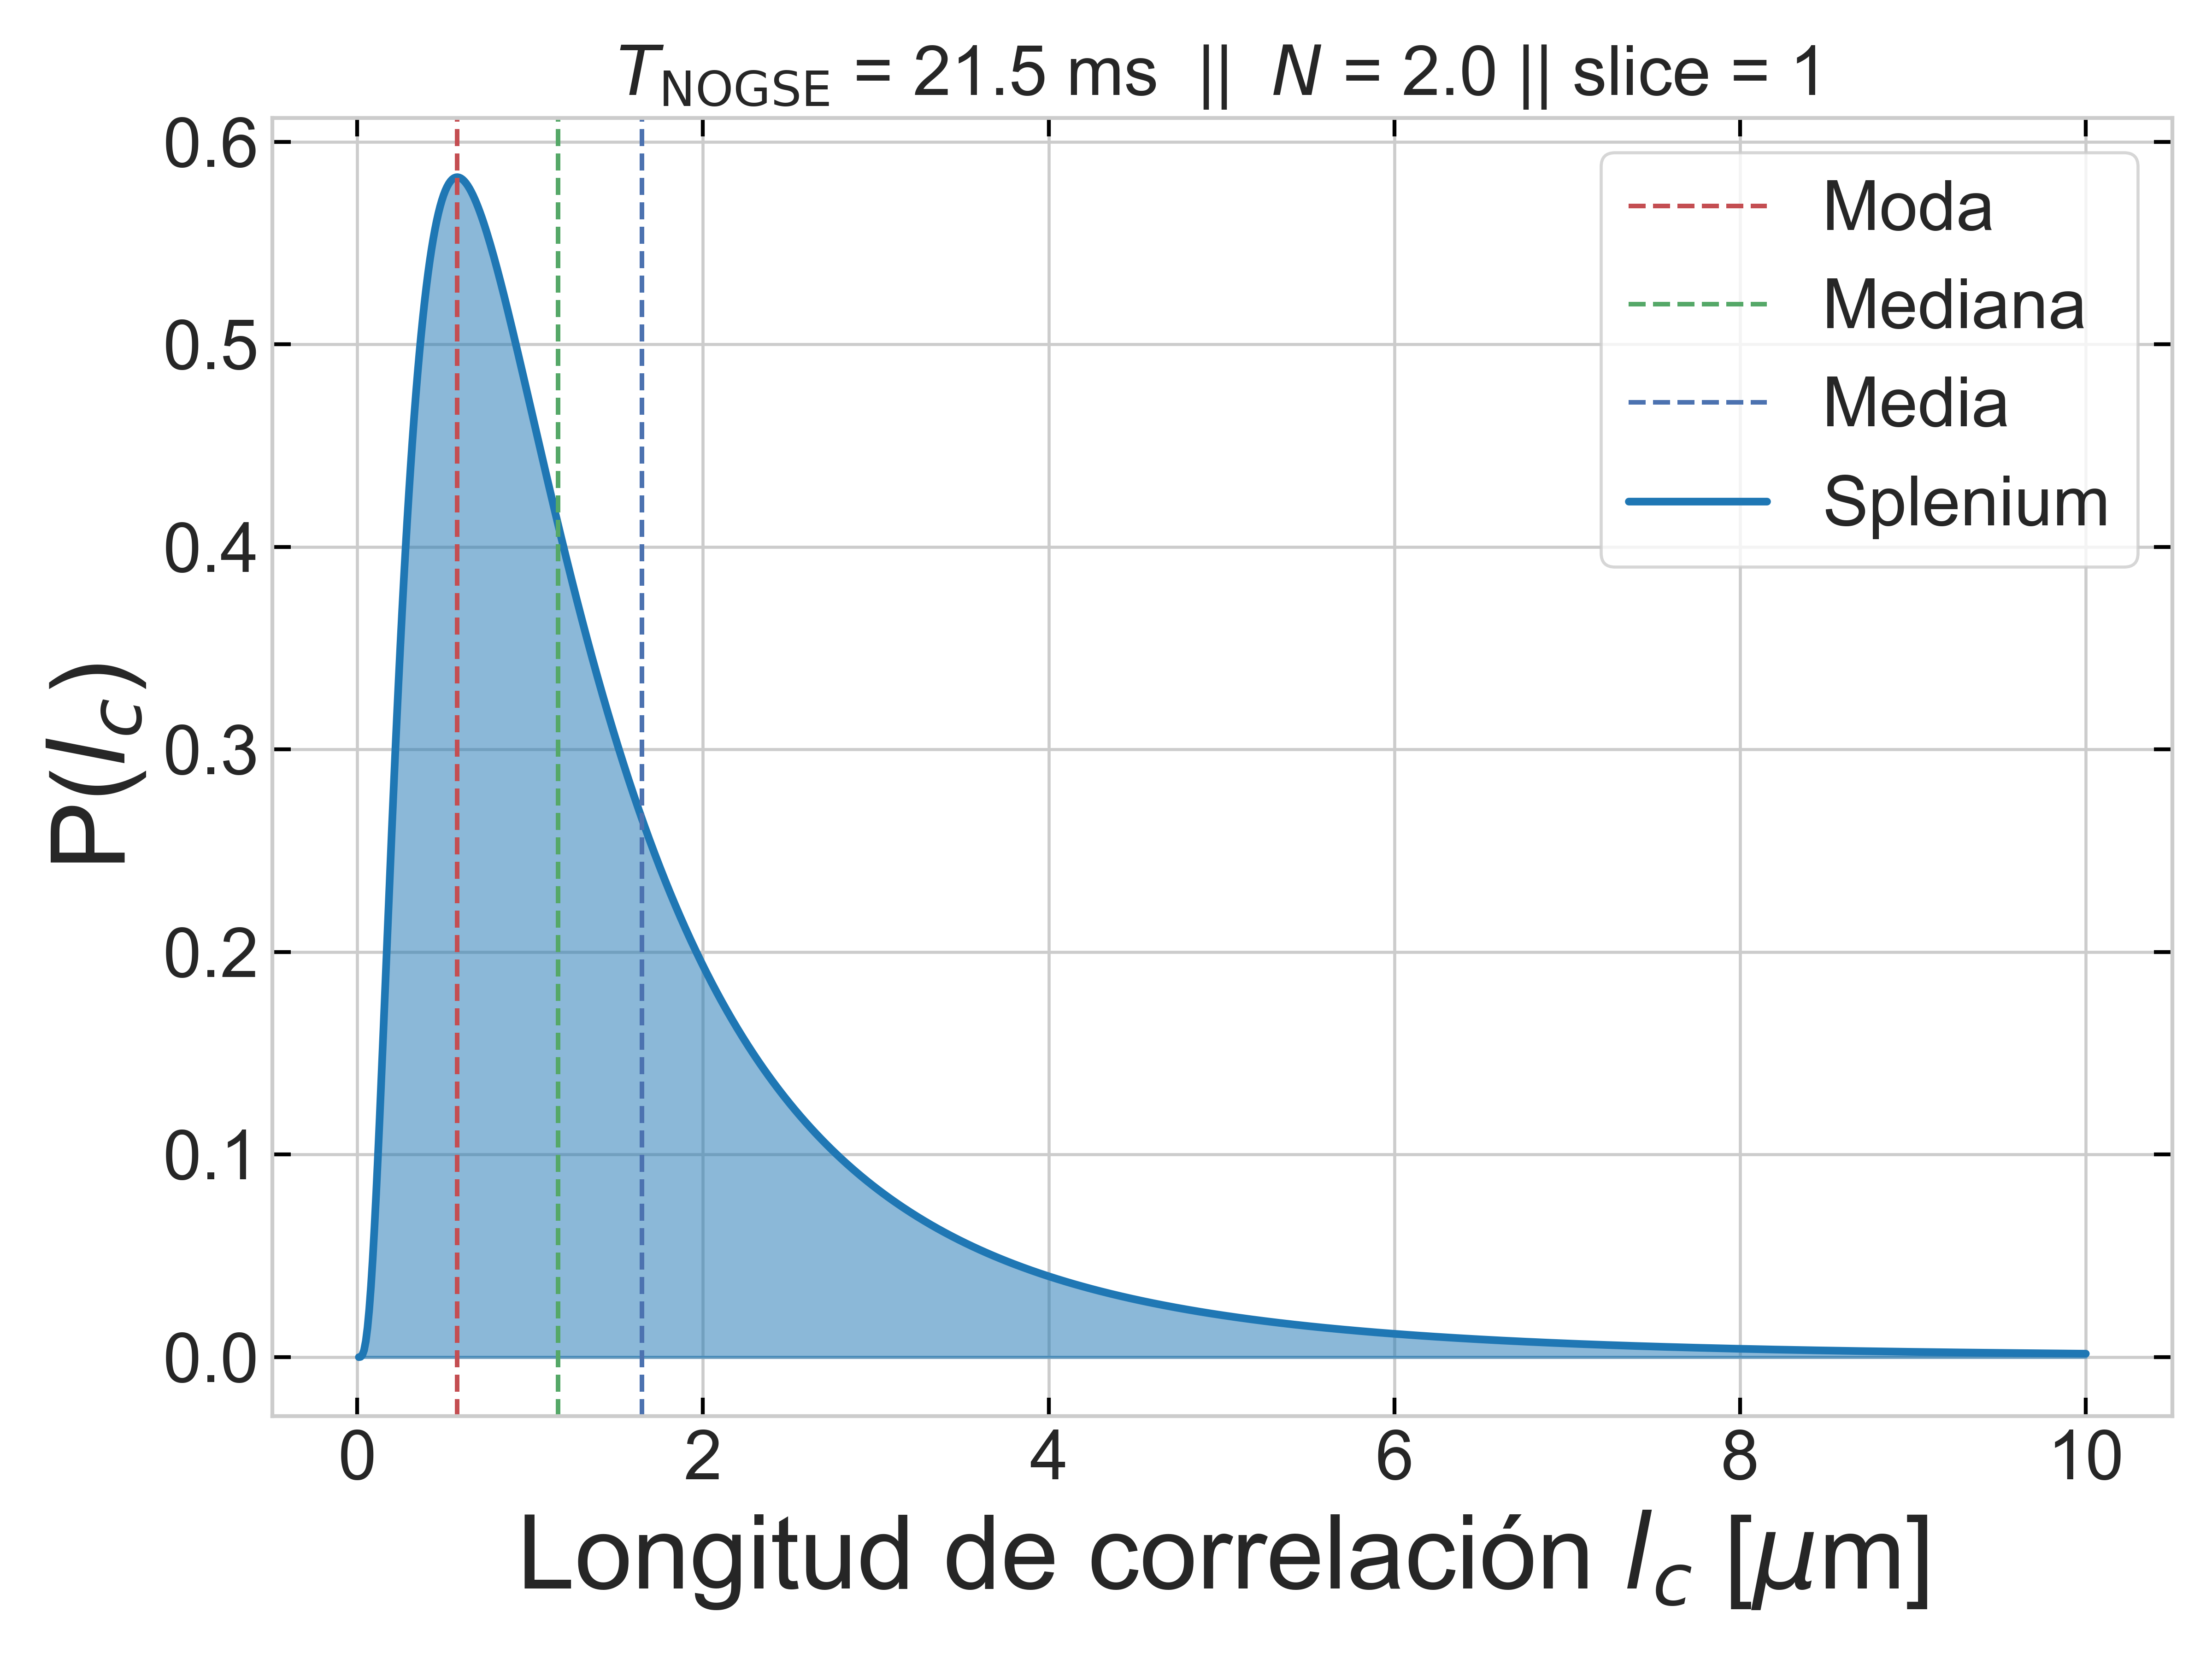 T_NOGSE = 21.5 ms || N = 2.0 || slice = 1
Moda
Mediana
Media
Splenium
0.6
0.5
0.4
0.3
0.2
0.1
0.0
P(l_c)
0 2 4 6 8 10
Longitud de correlación l_c [μm]